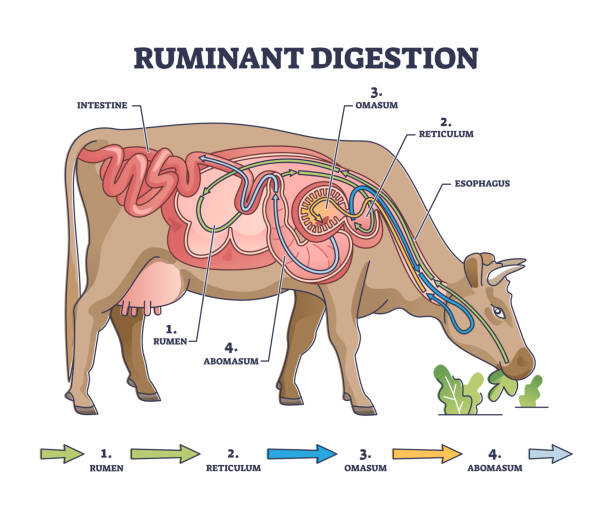 RUMINANT DIGESTION
INTESTINE
3.
OMASUM
2.
RETICULUM
ESOPHAGUS
1.
RUMEN
4.
ABOMASUM
1.
RUMEN
2.
RETICULUM
3.
OMASUM
4.
ABOMASUM